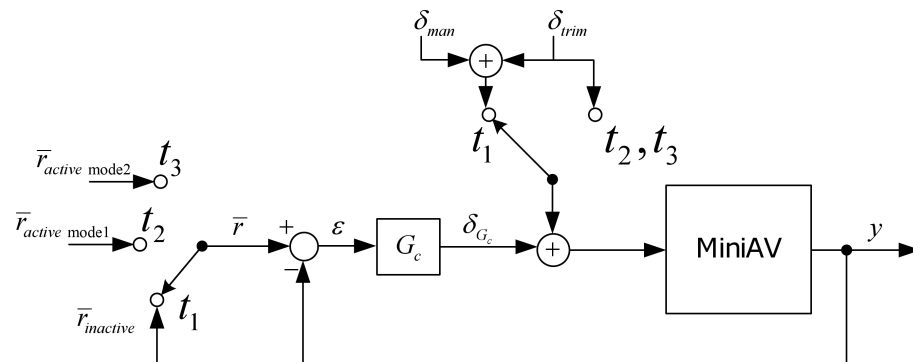 δman δtrim
+
t1 t2, t3
r̄active mode2 t3
r̄active mode1 t2
r̄ + − ε Gc δGc + MiniAV y
r̄inactive t1